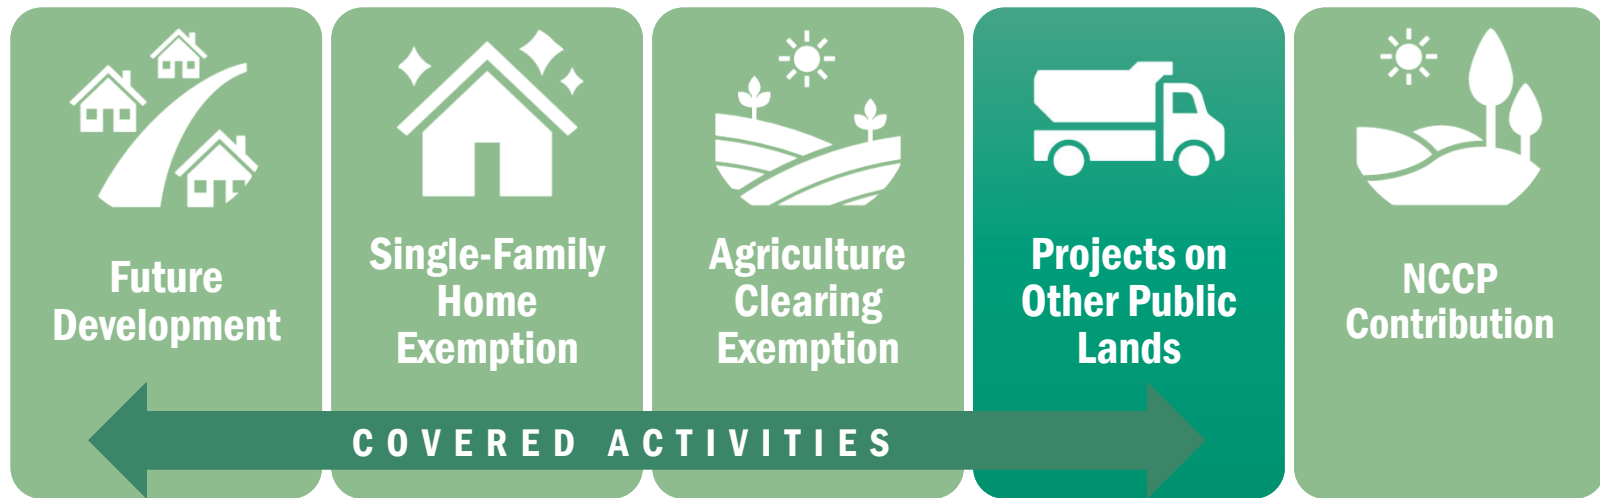 Future
Development
Single-Family
Home
Exemption
Agriculture
Clearing
Exemption
Projects on
Other Public
Lands
NCCP
Contribution
COVERED ACTIVITIES